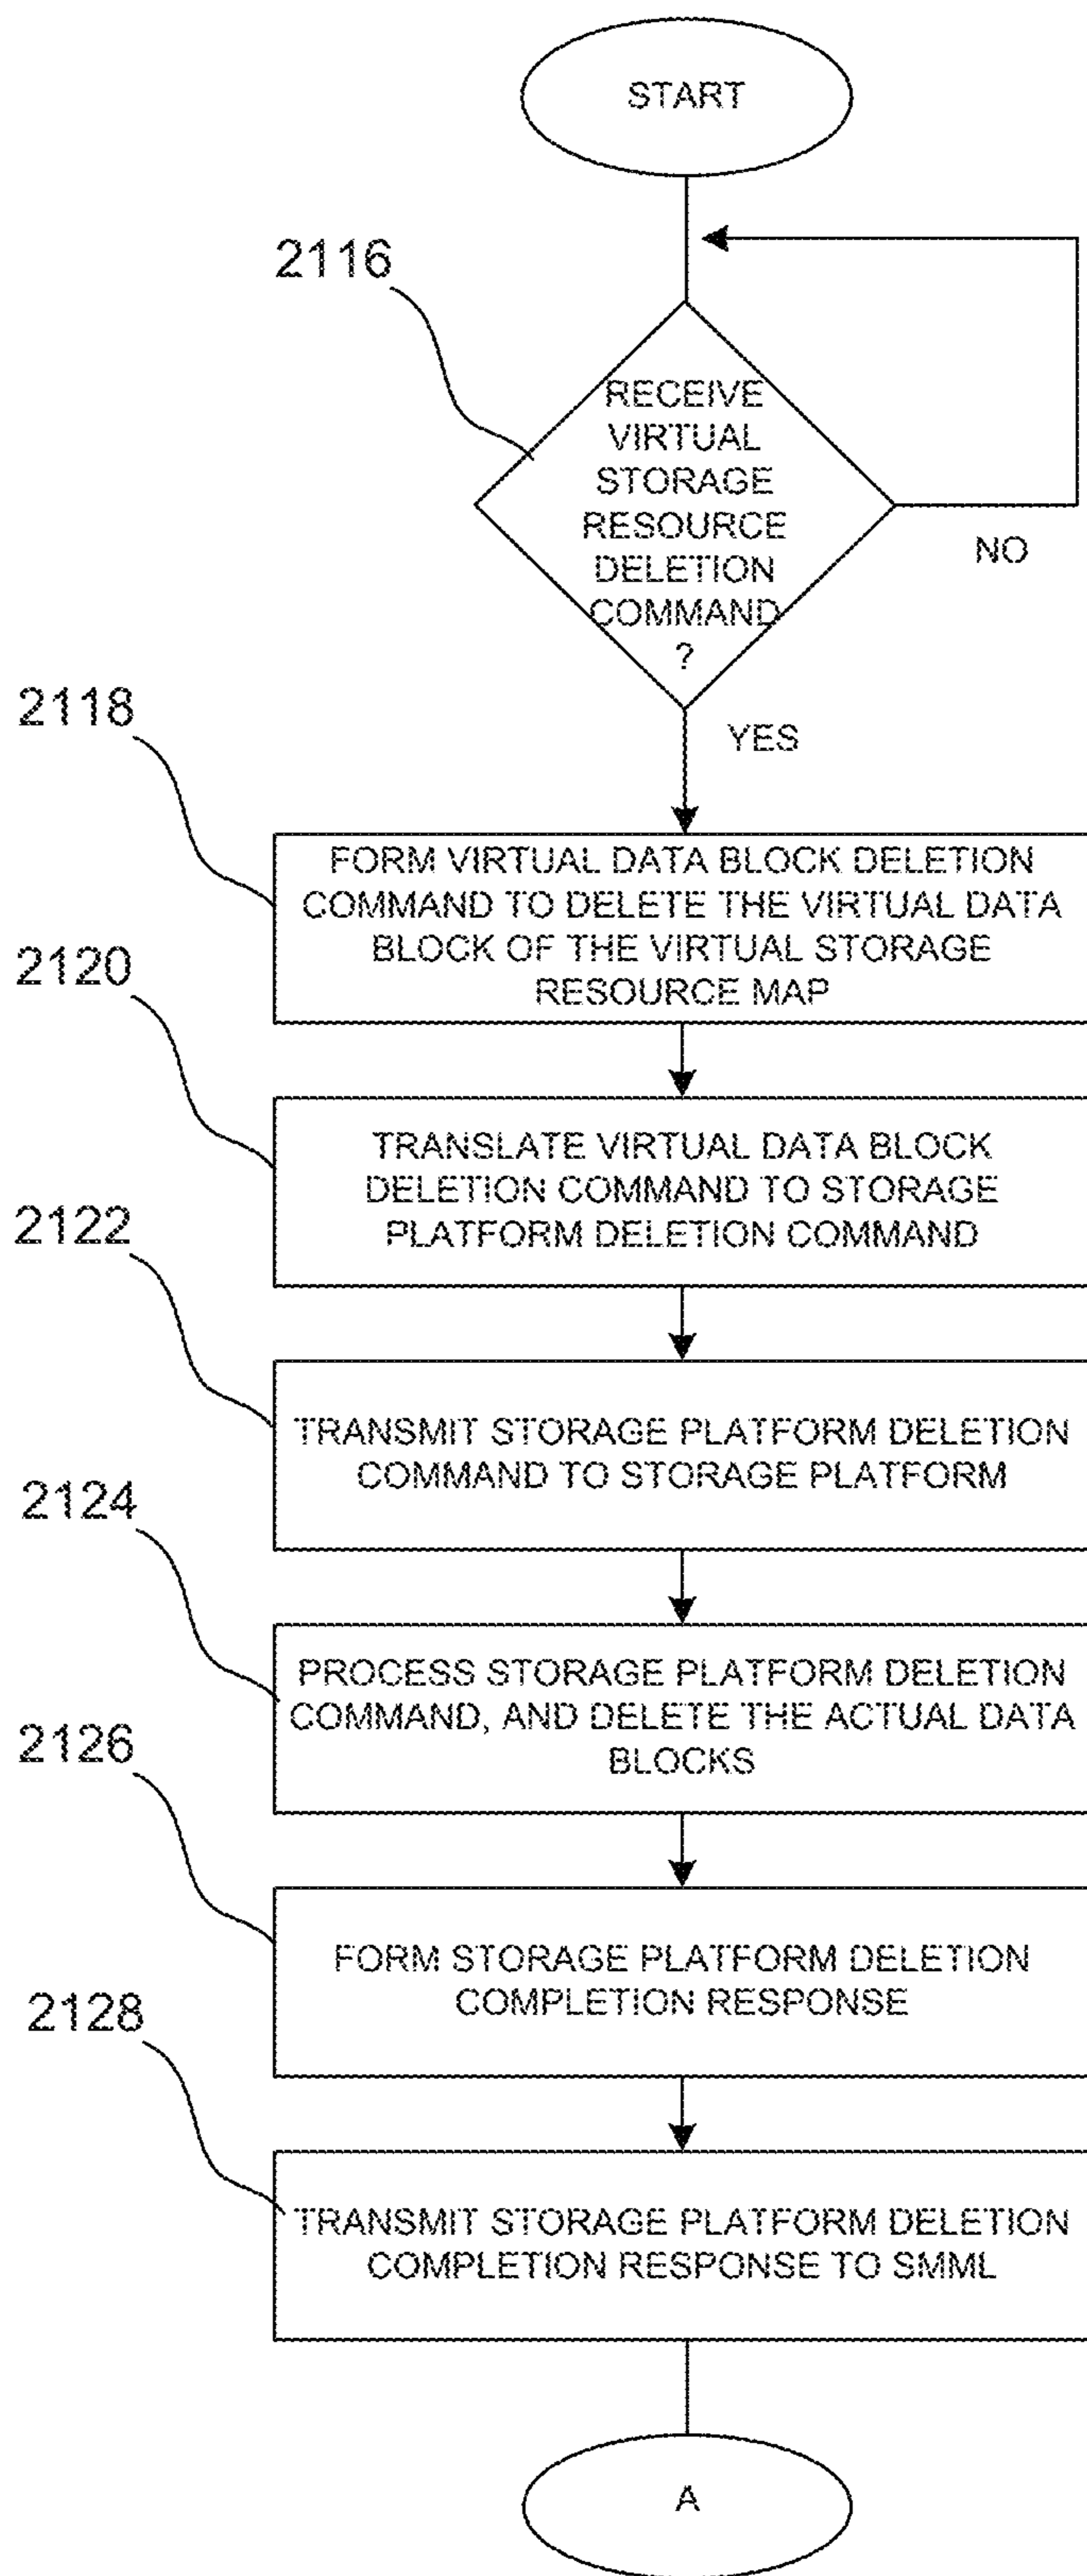 START
2116
RECEIVE
VIRTUAL
STORAGE
RESOURCE
DELETION
COMMAND
?
NO
YES
2118
FORM VIRTUAL DATA BLOCK DELETION
COMMAND TO DELETE THE VIRTUAL DATA
BLOCK OF THE VIRTUAL STORAGE
RESOURCE MAP
2120
TRANSLATE VIRTUAL DATA BLOCK
DELETION COMMAND TO STORAGE
PLATFORM DELETION COMMAND
2122
TRANSMIT STORAGE PLATFORM DELETION
COMMAND TO STORAGE PLATFORM
2124
PROCESS STORAGE PLATFORM DELETION
COMMAND, AND DELETE THE ACTUAL DATA
BLOCKS
2126
FORM STORAGE PLATFORM DELETION
COMPLETION RESPONSE
2128
TRANSMIT STORAGE PLATFORM DELETION
COMPLETION RESPONSE TO SMML
A